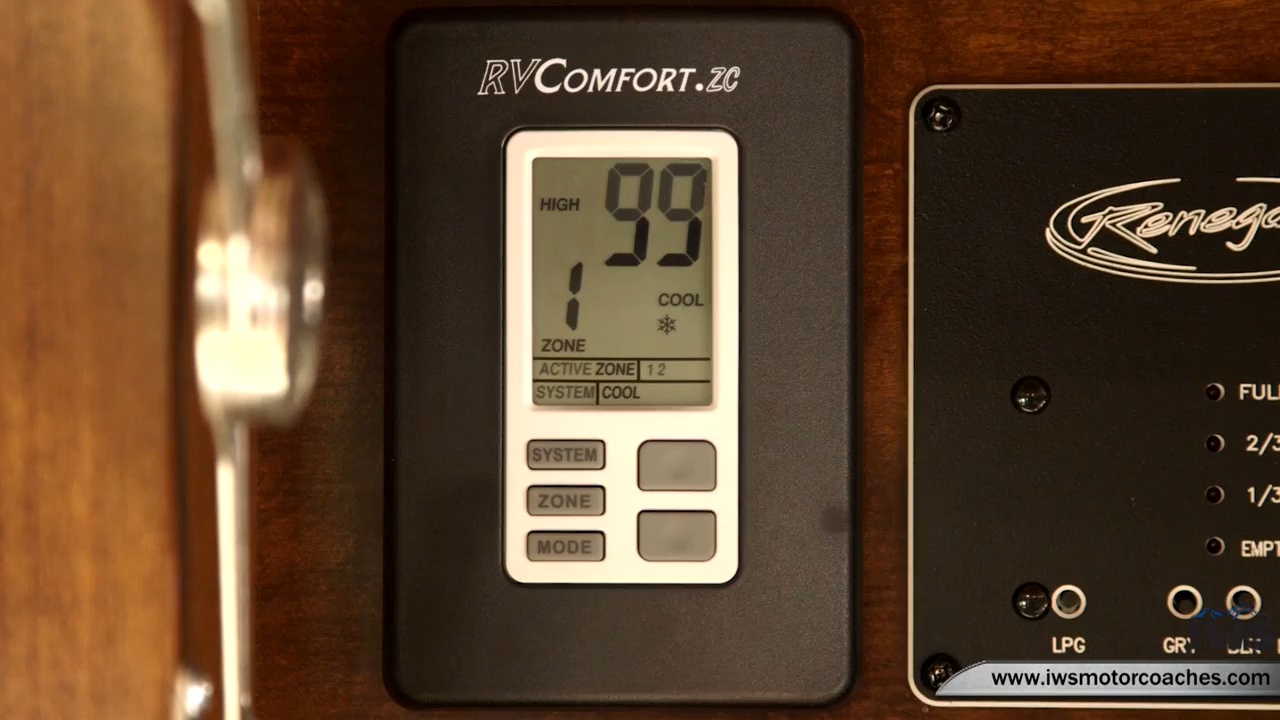 RVCOMFORT.ZC
HIGH 99
1
COOL
ZONE
ACTIVE ZONE 1 2
SYSTEM COOL
SYSTEM
ZONE
MODE
FULL
2/3
1/3
LPG
www.iwsmotorcoaches.com